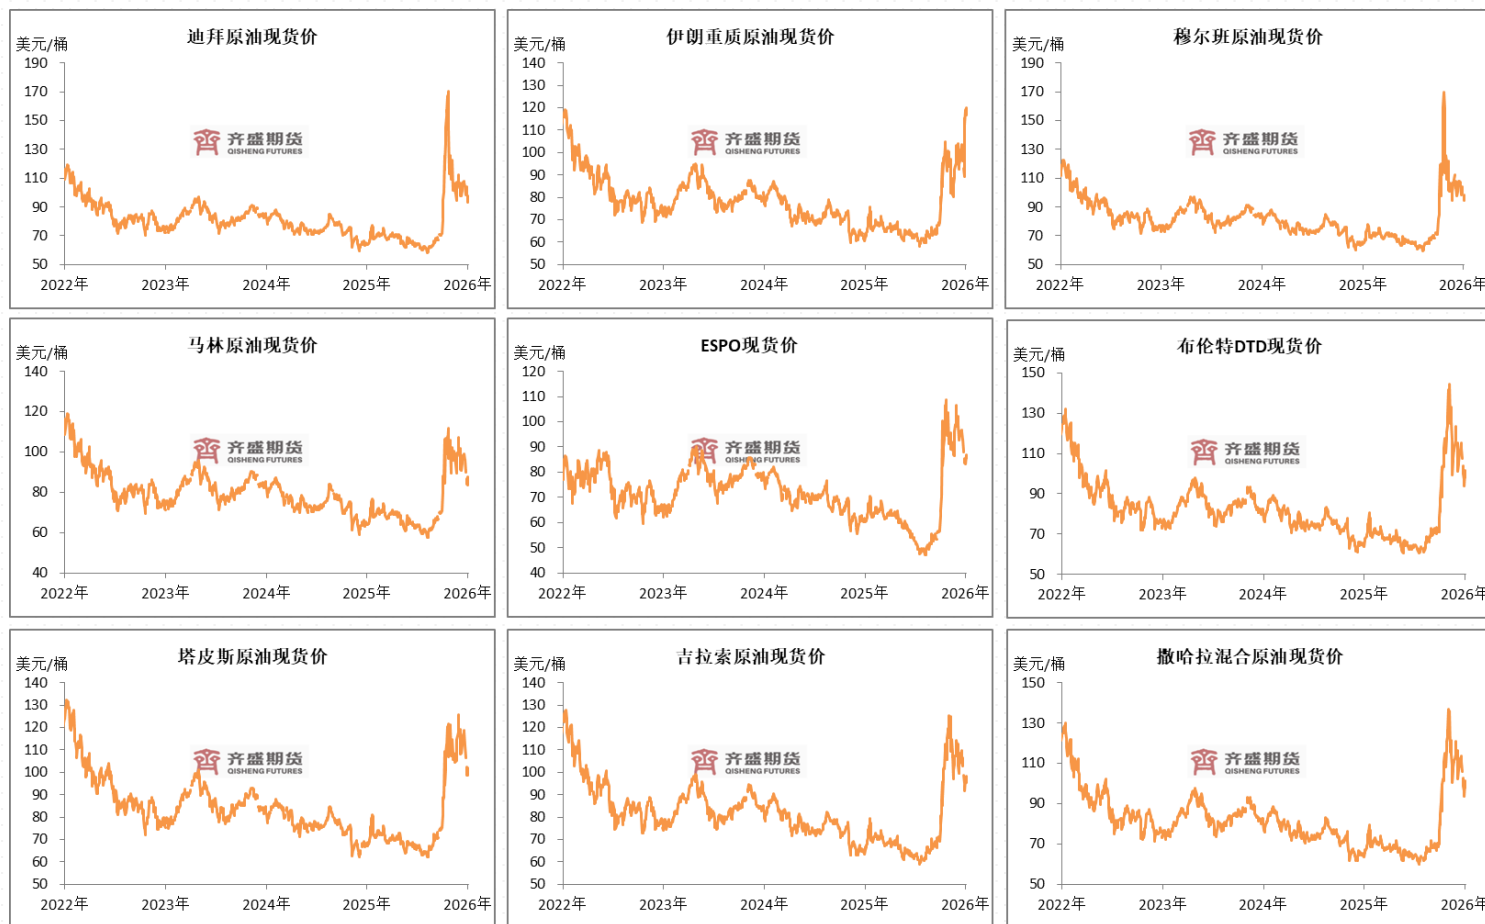 迪拜原油现货价
美元/桶
190
170
150
130
110
90
70
50
2022年
2023年
2024年
2025年
2026年
齐盛期货
QISHENG FUTURES
伊朗重质原油现货价
美元/桶
140
130
120
110
100
90
80
70
60
50
2022年
2023年
2024年
2025年
2026年
齐盛期货
QISHENG FUTURES
穆尔班原油现货价
美元/桶
190
170
150
130
110
90
70
50
2022年
2023年
2024年
2025年
2026年
齐盛期货
QISHENG FUTURES
马林原油现货价
美元/桶
140
120
100
80
60
40
2022年
2023年
2024年
2025年
2026年
齐盛期货
QISHENG FUTURES
ESPO现货价
美元/桶
120
110
100
90
80
70
60
50
40
2022年
2023年
2024年
2025年
2026年
齐盛期货
QISHENG FUTURES
布伦特DTD现货价
美元/桶
150
130
110
90
70
50
2022年
2023年
2024年
2025年
2026年
齐盛期货
QISHENG FUTURES
塔皮斯原油现货价
美元/桶
140
130
120
110
100
90
80
70
60
50
2022年
2023年
2024年
2025年
2026年
齐盛期货
QISHENG FUTURES
吉拉索原油现货价
美元/桶
140
130
120
110
100
90
80
70
60
50
2022年
2023年
2024年
2025年
2026年
齐盛期货
QISHENG FUTURES
撒哈拉混合原油现货价
美元/桶
150
130
110
90
70
50
2022年
2023年
2024年
2025年
2026年
齐盛期货
QISHENG FUTURES